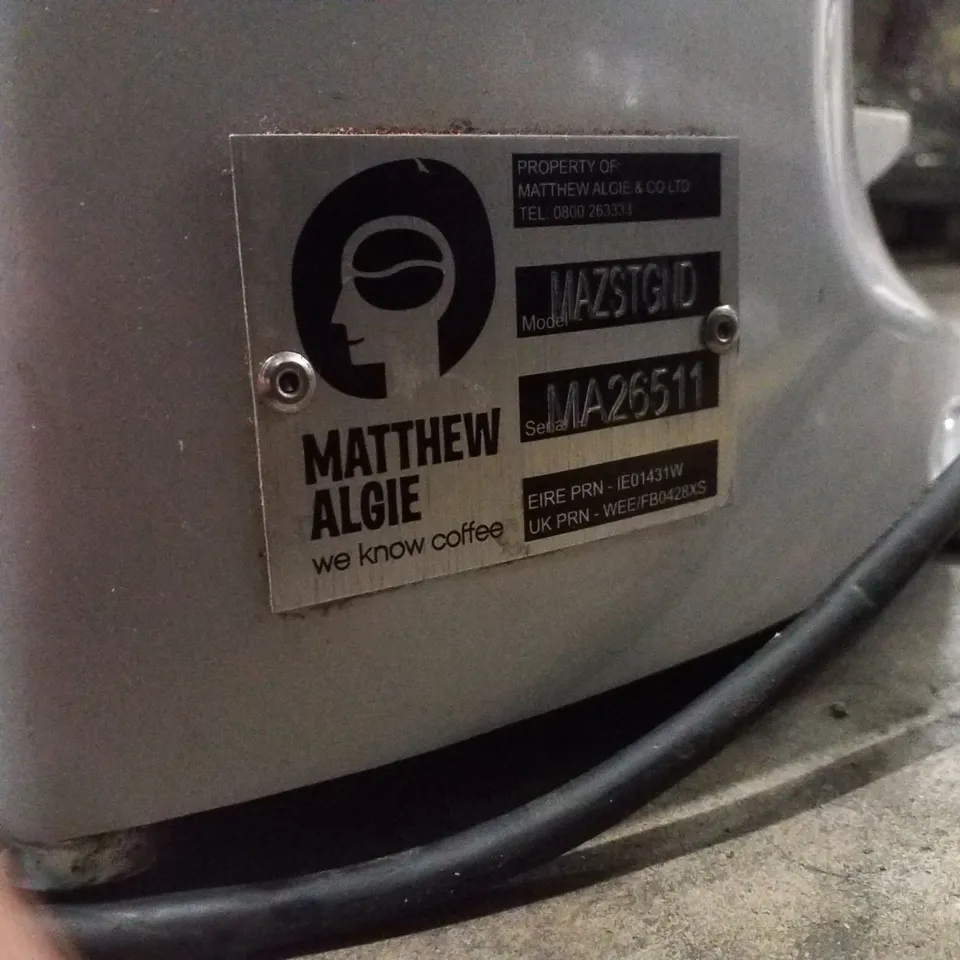 MATTHEW
ALGIE
we know coffee
PROPERTY OF:
MATTHEW ALGIE & CO LTD
TEL. 0800 263333
Model MAZSTGND
Serial MA26511
EIRE PRN - IE01431W
UK PRN - WEE/FB0428XS